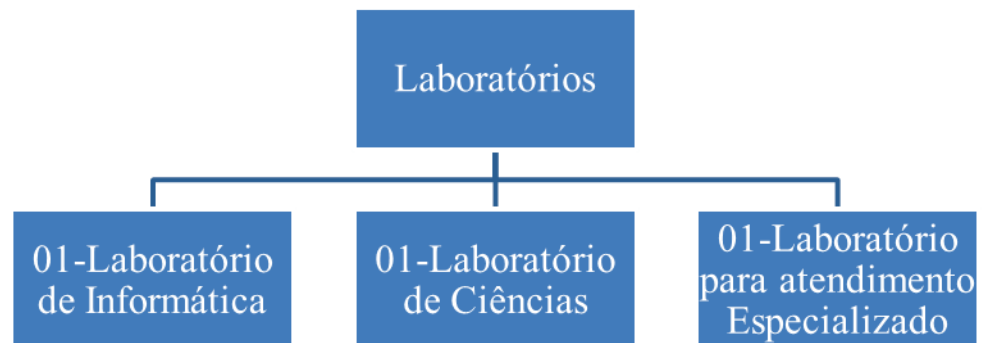 Laboratórios
01-Laboratório
de Informática
01-Laboratório
de Ciências
01-Laboratório
para atendimento
Especializado